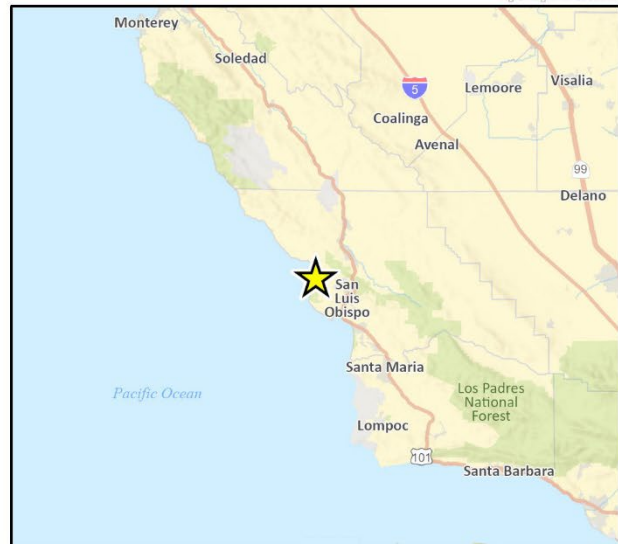 Monterey
Soledad
Visalia
5
Lemoore
Coalinga
Avenal
99
Delano
San
Luis
Obispo
Santa Maria
Pacific Ocean
Los Padres
National
Forest
Lompoc
101
Santa Barbara